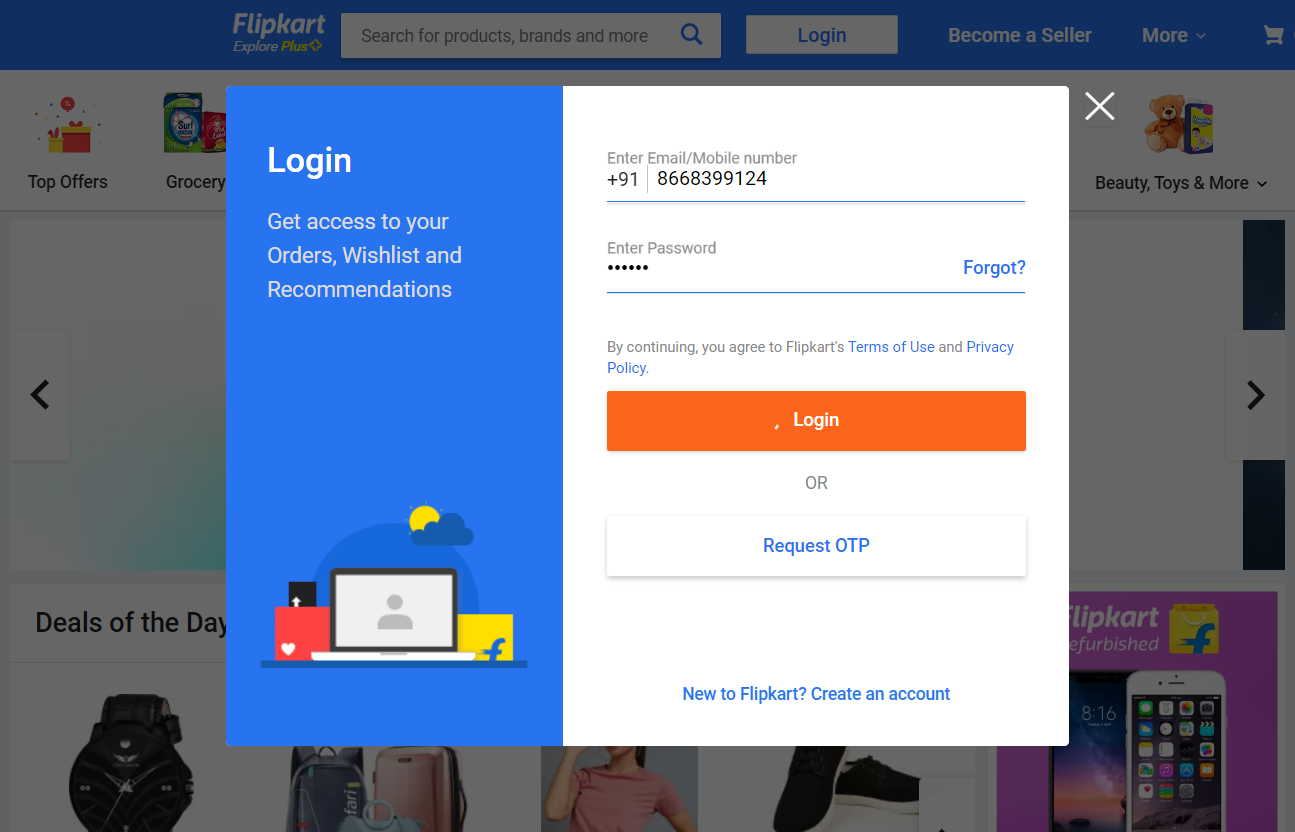 Flipkart
Explore Plus
Search for products, brands and more
Login
Become a Seller
More
Top Offers
Grocery
Beauty, Toys & More
Login
Get access to your
Orders, Wishlist and
Recommendations
Enter Email/Mobile number
+91 8668399124
Enter Password
Forgot?
By continuing, you agree to Flipkart's Terms of Use and Privacy
Policy.
Login
OR
Request OTP
New to Flipkart? Create an account
Deals of the Day
Flipkart
efurbished
8:16
Surf
excel